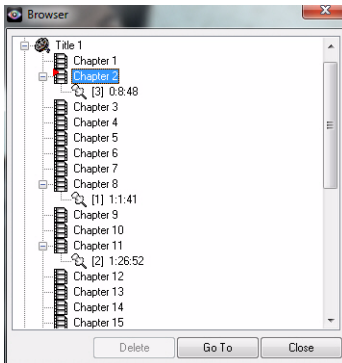 Browser
Title 1
Chapter 1
Chapter 2
[3] 0:8:48
Chapter 3
Chapter 4
Chapter 5
Chapter 6
Chapter 7
Chapter 8
[1] 1:1:41
Chapter 9
Chapter 10
Chapter 11
[2] 1:26:52
Chapter 12
Chapter 13
Chapter 14
Chapter 15
Delete Go To Close